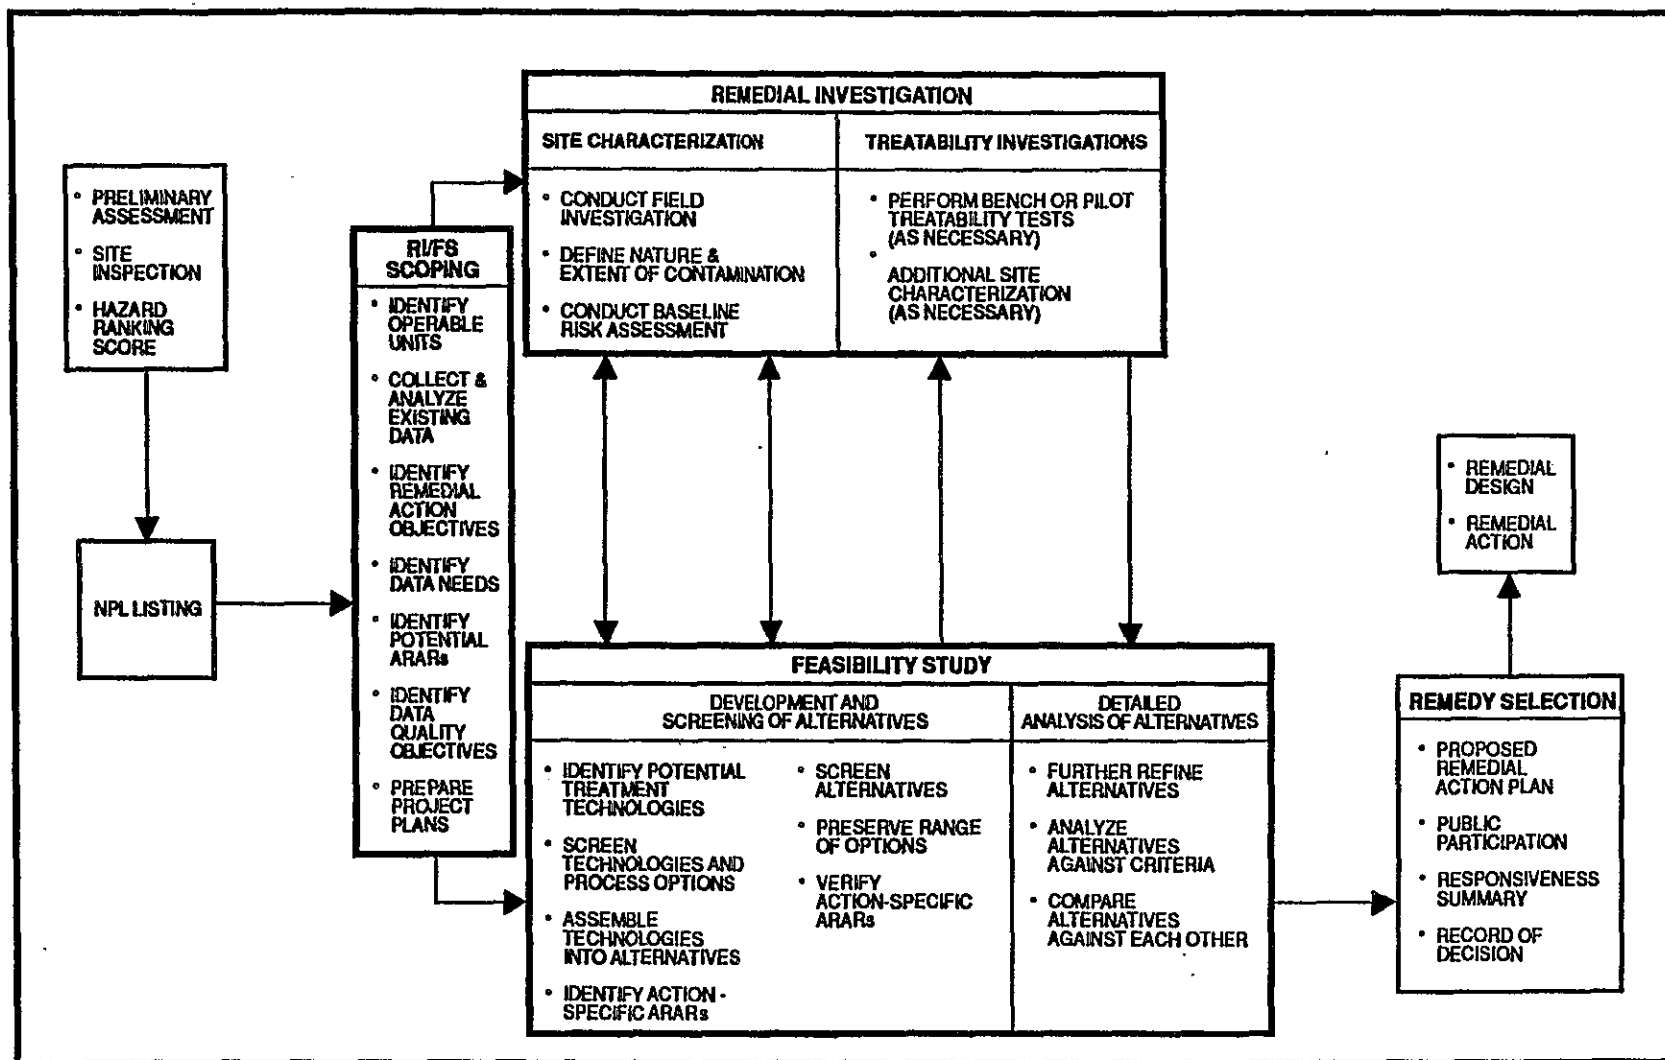 • PRELIMINARY
ASSESSMENT
• SITE
INSPECTION
• HAZARD
RANKING
SCORE
NPL LISTING
RI/FS
SCOPING
• IDENTIFY
OPERABLE
UNITS
• COLLECT &
ANALYZE
EXISTING
DATA
• IDENTIFY
REMEDIAL
ACTION
OBJECTIVES
• IDENTIFY
DATA NEEDS
• IDENTIFY
POTENTIAL
ARARs
• IDENTIFY
DATA
QUALITY
OBJECTIVES
• PREPARE
PROJECT
PLANS
REMEDIAL INVESTIGATION
SITE CHARACTERIZATION
• CONDUCT FIELD
INVESTIGATION
• DEFINE NATURE &
EXTENT OF CONTAMINATION
• CONDUCT BASELINE
RISK ASSESSMENT
TREATABILITY INVESTIGATIONS
• PERFORM BENCH OR PILOT
TREATABILITY TESTS
(AS NECESSARY)
•
ADDITIONAL SITE
CHARACTERIZATION
(AS NECESSARY)
FEASIBILITY STUDY
DEVELOPMENT AND
SCREENING OF ALTERNATIVES
• IDENTIFY POTENTIAL
TREATMENT
TECHNOLOGIES
• SCREEN
TECHNOLOGIES AND
PROCESS OPTIONS
• ASSEMBLE
TECHNOLOGIES
INTO ALTERNATIVES
• IDENTIFY ACTION -
SPECIFIC ARARs
• SCREEN
ALTERNATIVES
• PRESERVE RANGE
OF OPTIONS
• VERIFY
ACTION-SPECIFIC
ARARs
DETAILED
ANALYSIS OF ALTERNATIVES
• FURTHER REFINE
ALTERNATIVES
• ANALYZE
ALTERNATIVES
AGAINST CRITERIA
• COMPARE
ALTERNATIVES
AGAINST EACH OTHER
REMEDY SELECTION
• PROPOSED
REMEDIAL
ACTION PLAN
• PUBLIC
PARTICIPATION
• RESPONSIVENESS
SUMMARY
• RECORD OF
DECISION
• REMEDIAL
DESIGN
• REMEDIAL
ACTION